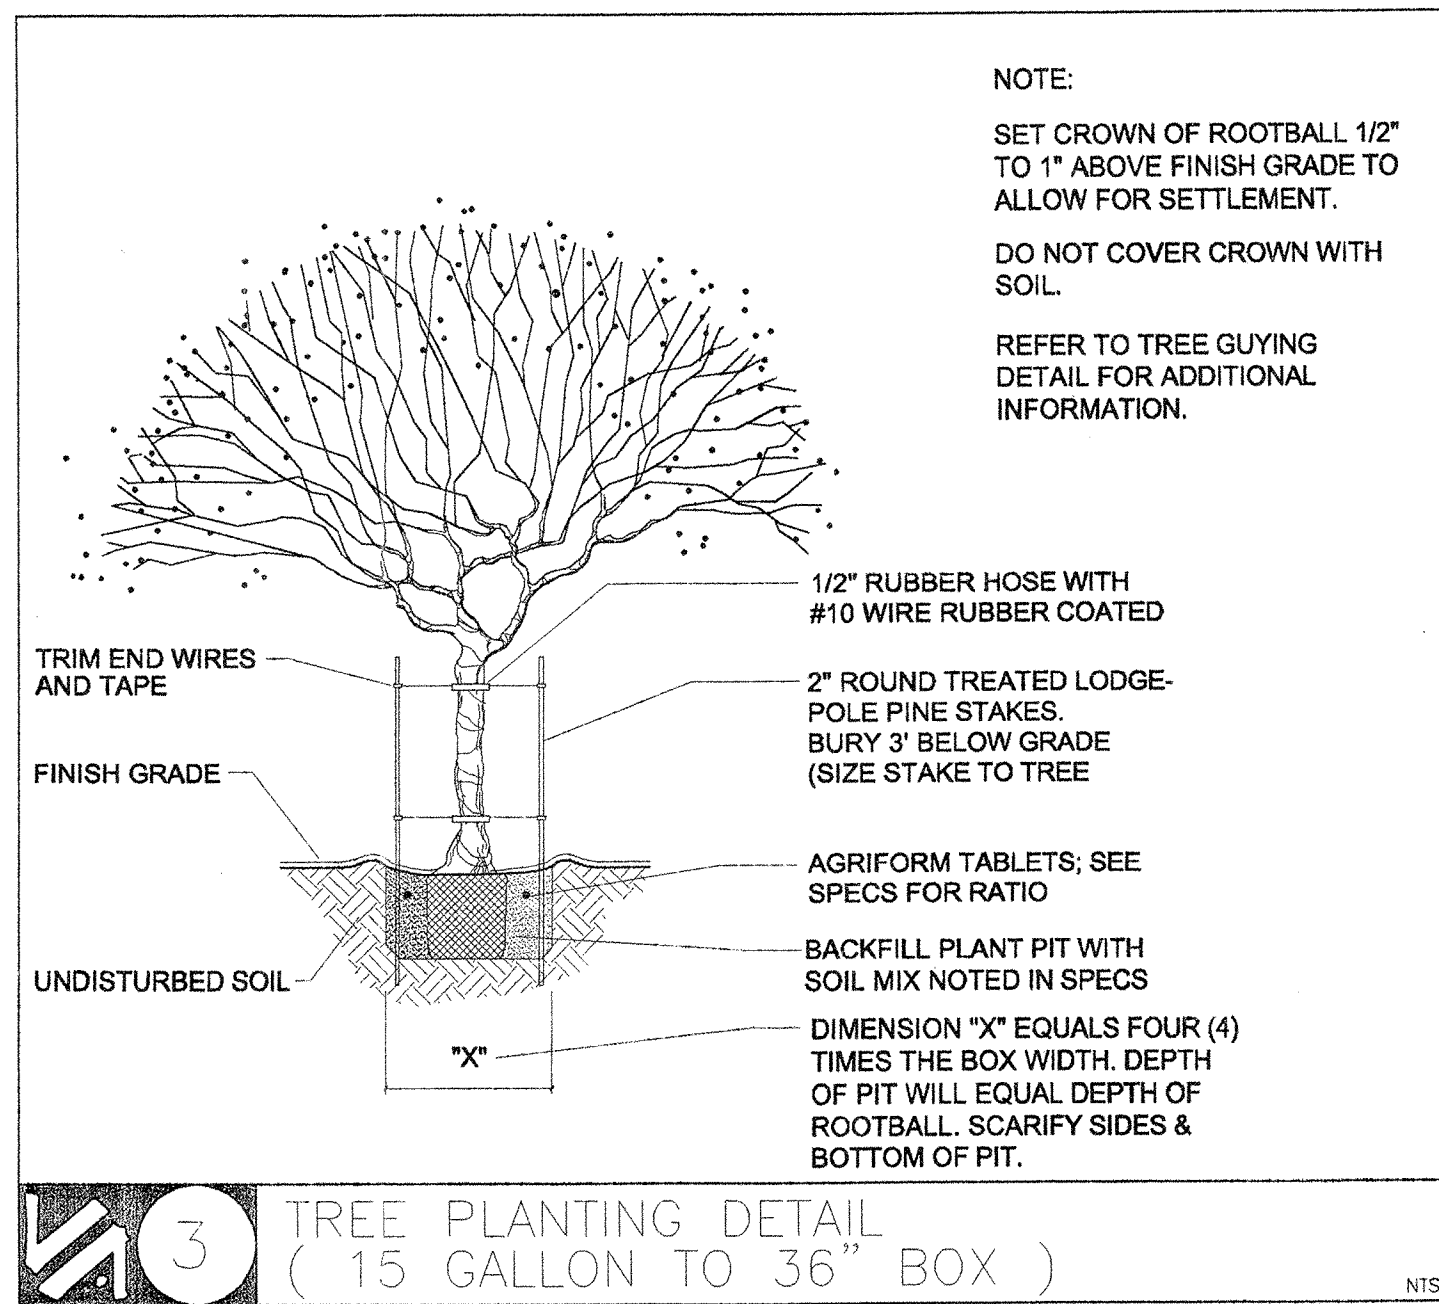 NOTE:
SET CROWN OF ROOTBALL 1/2"
TO 1" ABOVE FINISH GRADE TO
ALLOW FOR SETTLEMENT.
DO NOT COVER CROWN WITH
SOIL.
REFER TO TREE GUYING
DETAIL FOR ADDITIONAL
INFORMATION.
1/2" RUBBER HOSE WITH
#10 WIRE RUBBER COATED
TRIM END WIRES
AND TAPE
2" ROUND TREATED LODGE-
POLE PINE STAKES.
BURY 3' BELOW GRADE
(SIZE STAKE TO TREE
FINISH GRADE
AGRIFORM TABLETS; SEE
SPECS FOR RATIO
BACKFILL PLANT PIT WITH
SOIL MIX NOTED IN SPECS
UNDISTURBED SOIL
DIMENSION "X" EQUALS FOUR (4)
TIMES THE BOX WIDTH. DEPTH
OF PIT WILL EQUAL DEPTH OF
ROOTBALL. SCARIFY SIDES &
BOTTOM OF PIT.
"X"
3
TREE PLANTING DETAIL
( 15 GALLON TO 36" BOX )
NTS